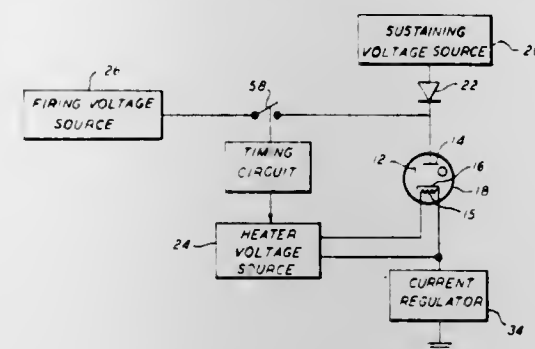 SUSTAINING
VOLTAGE SOURCE
22
26
FIRING VOLTAGE
SOURCE
58
TIMING
CIRCUIT
14
12
16
18
15
24
HEATER
VOLTAGE
SOURCE
CURRENT
REGULATOR
34